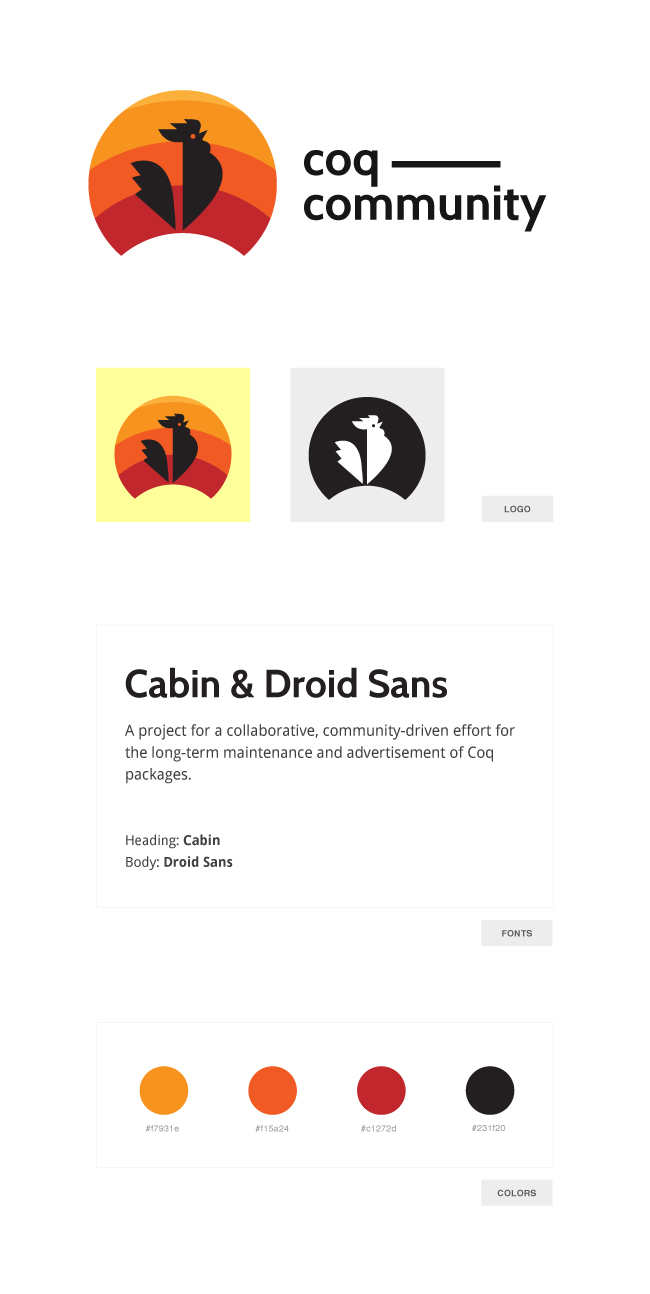 coq
community
LOGO
Cabin & Droid Sans
A project for a collaborative, community-driven effort for
the long-term maintenance and advertisement of Coq
packages.
Heading: Cabin
Body: Droid Sans
FONTS
#f7931e #f15a24 #c1272d #231f20
COLORS